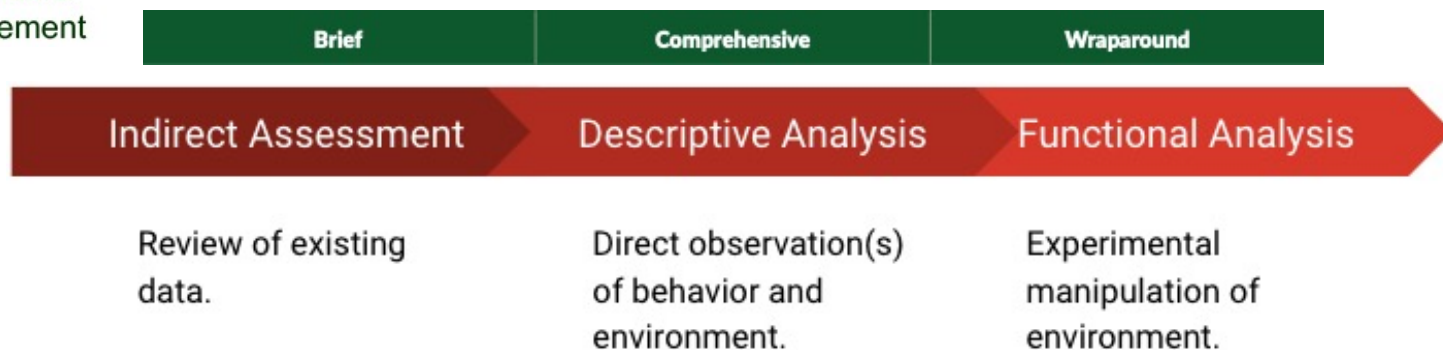 Brief Comprehensive Wraparound
Indirect Assessment Descriptive Analysis Functional Analysis
Review of existing
data.
Direct observation(s)
of behavior and
environment.
Experimental
manipulation of
environment.